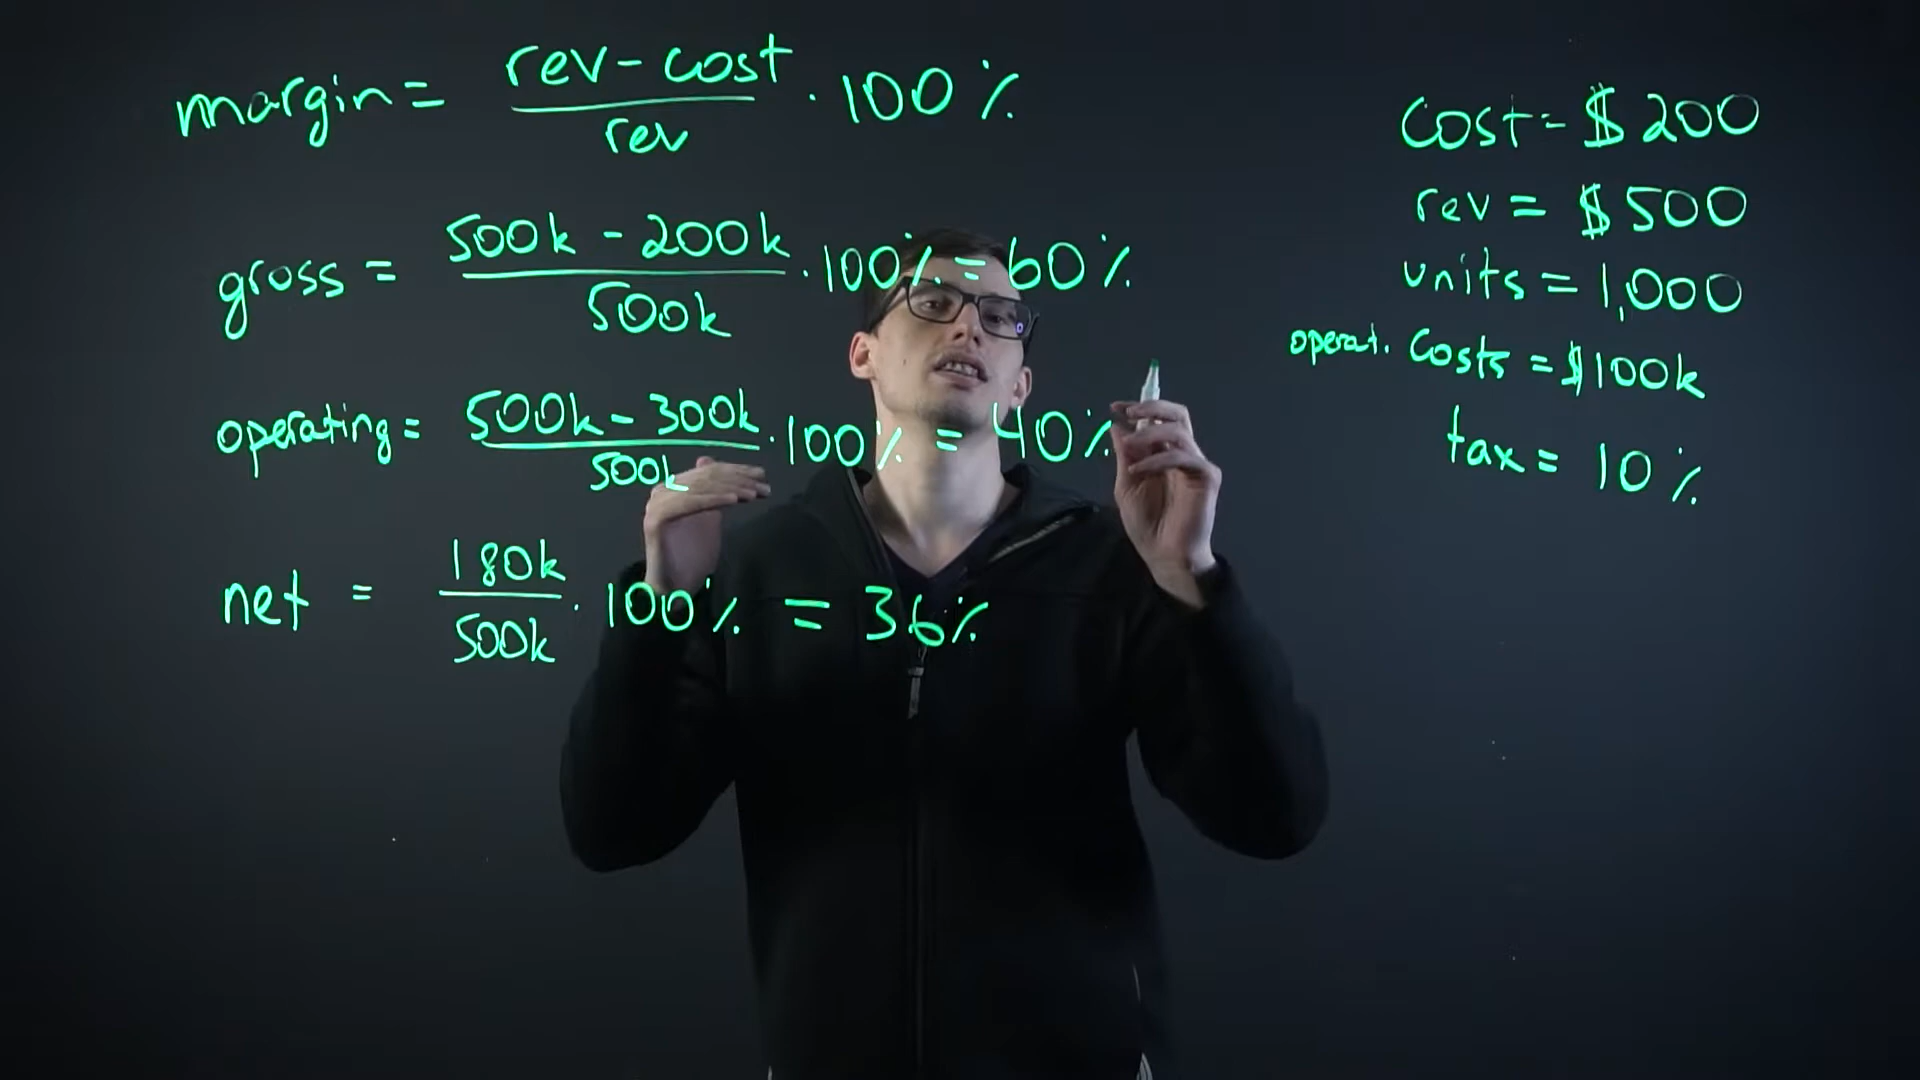 margin = rev - cost / rev · 100 %
gross = 500k - 200k / 500k · 100% = 60%
operating = 500k - 300k / 500k · 100% = 40%
net = 180k / 500k · 100% = 36%
Cost = $ 200
rev = $ 500
units = 1,000
operat. Costs = $100k
tax = 10 %